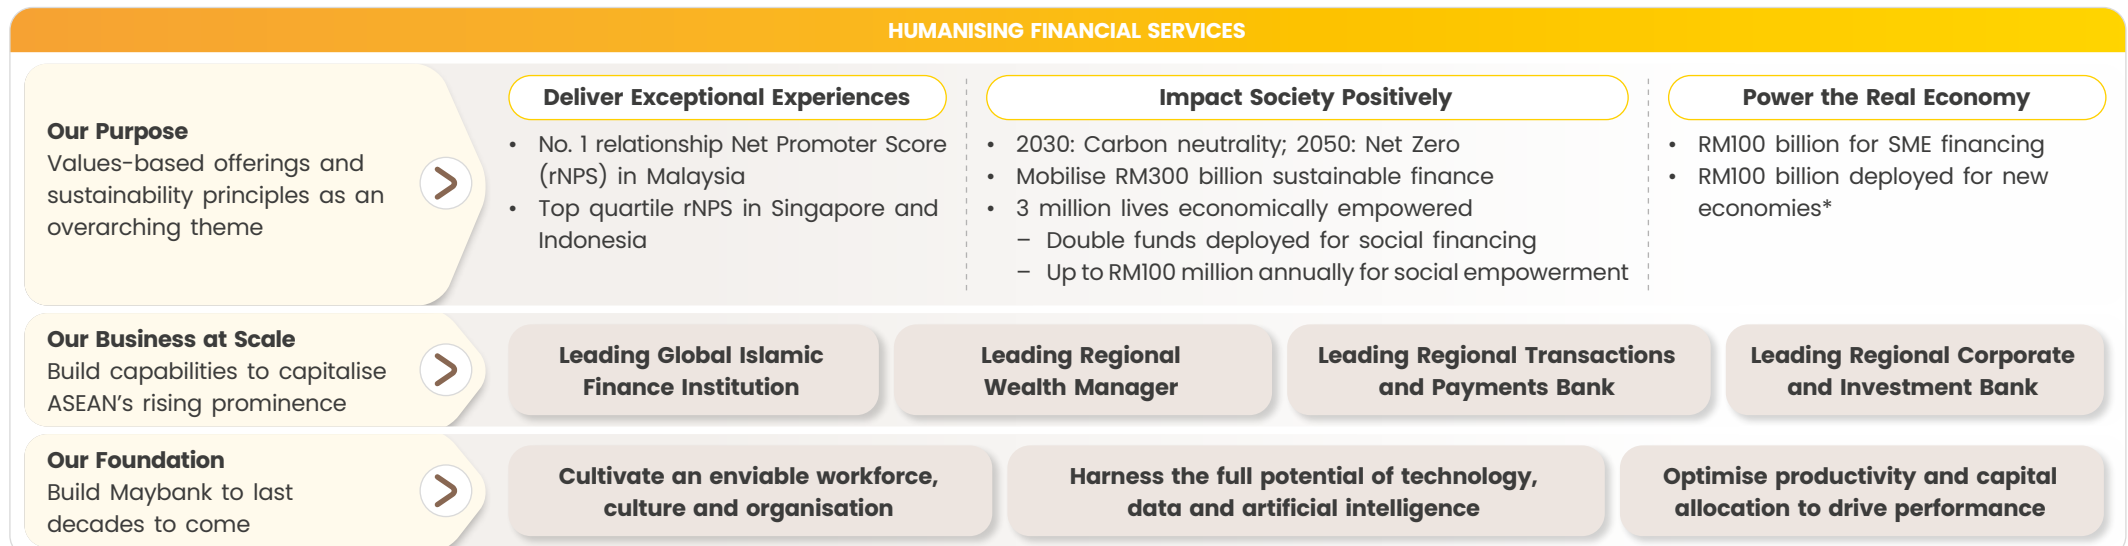 HUMANISING FINANCIAL SERVICES
Our Purpose
Values-based offerings and
sustainability principles as an
overarching theme
Deliver Exceptional Experiences
• No. 1 relationship Net Promoter Score
(rNPS) in Malaysia
• Top quartile rNPS in Singapore and
Indonesia
Impact Society Positively
• 2030: Carbon neutrality; 2050: Net Zero
• Mobilise RM300 billion sustainable finance
• 3 million lives economically empowered
– Double funds deployed for social financing
– Up to RM100 million annually for social empowerment
Power the Real Economy
• RM100 billion for SME financing
• RM100 billion deployed for new
economies*
Our Business at Scale
Build capabilities to capitalise
ASEAN's rising prominence
Leading Global Islamic
Finance Institution
Leading Regional
Wealth Manager
Leading Regional Transactions
and Payments Bank
Leading Regional Corporate
and Investment Bank
Our Foundation
Build Maybank to last
decades to come
Cultivate an enviable workforce,
culture and organisation
Harness the full potential of technology,
data and artificial intelligence
Optimise productivity and capital
allocation to drive performance